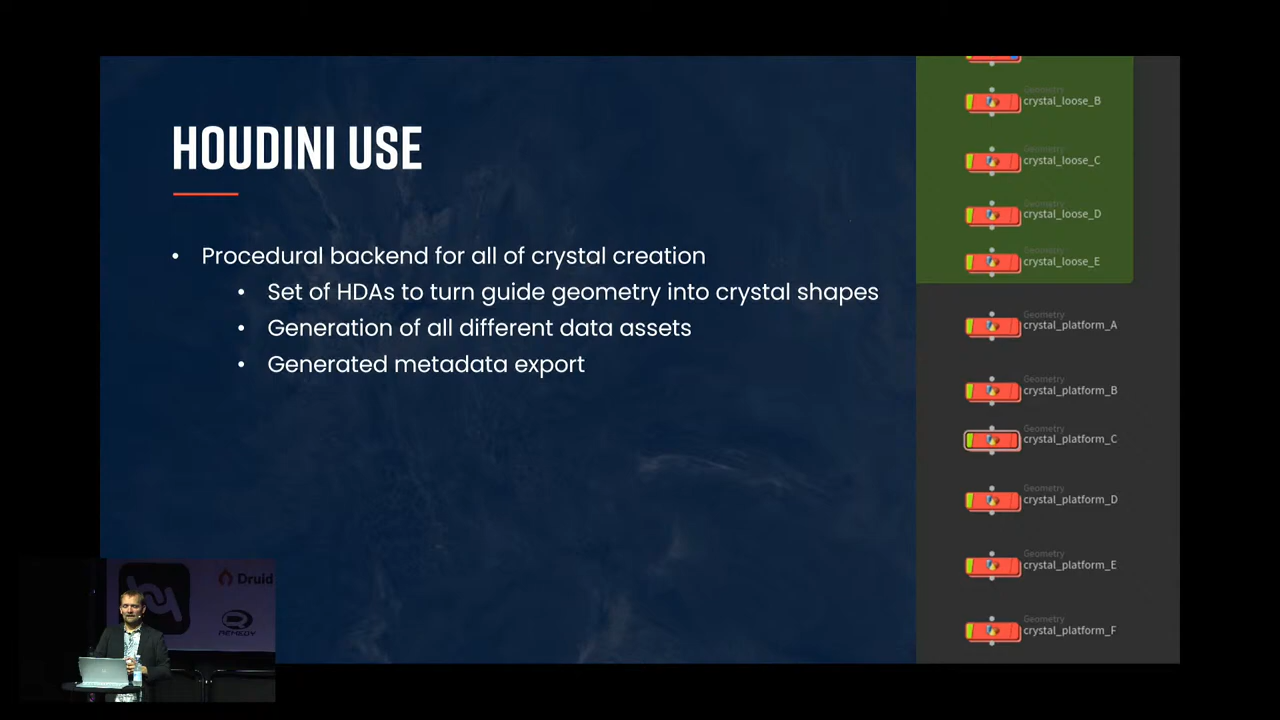 HOUDINI USE
• Procedural backend for all of crystal creation
• Set of HDAs to turn guide geometry into crystal shapes
• Generation of all different data assets
• Generated metadata export
Geometry
crystal_loose_B
Geometry
crystal_loose_C
Geometry
crystal_loose_D
Geometry
crystal_loose_E
Geometry
crystal_platform_A
Geometry
crystal_platform_B
Geometry
crystal_platform_C
Geometry
crystal_platform_D
Geometry
crystal_platform_E
Geometry
crystal_platform_F
Druid
REMEDY